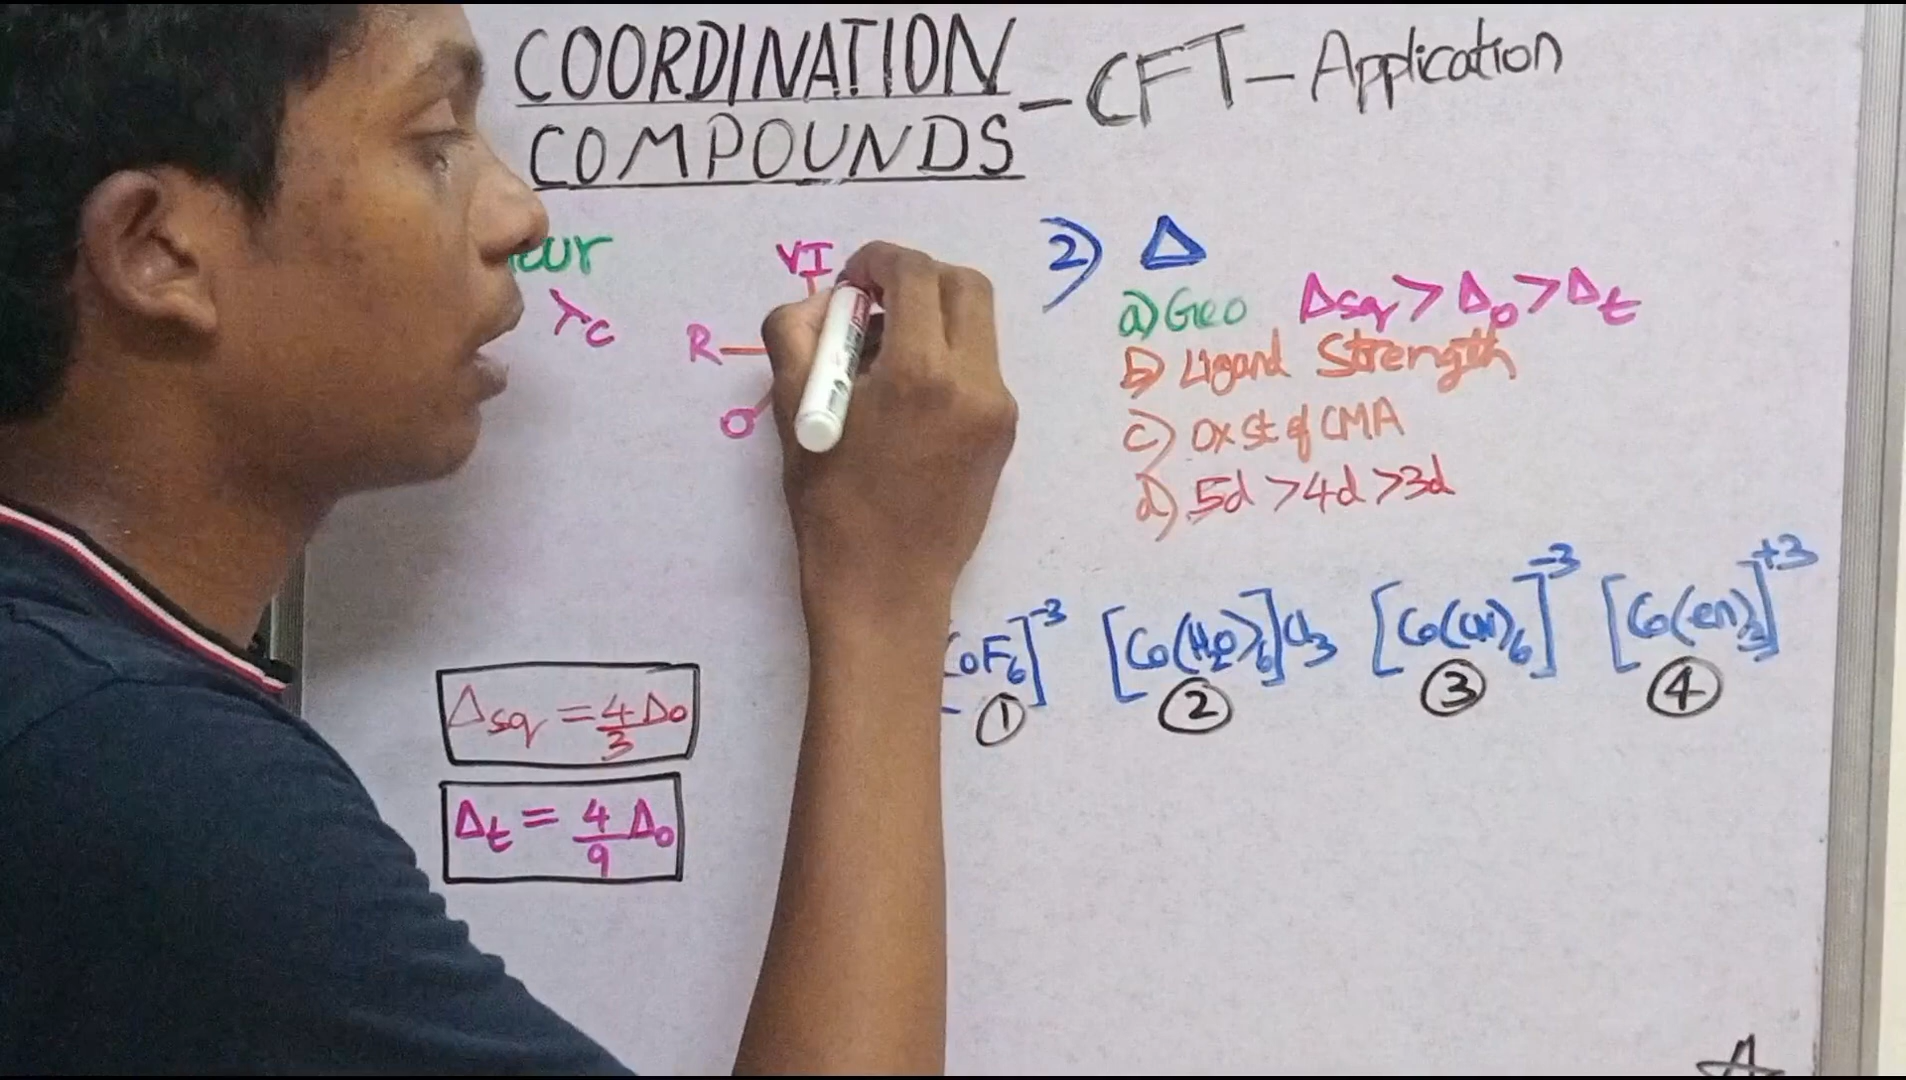 COORDINATION
COMPOUNDS - CFT - Application
VI
λc
R
O
2) Δ
a) Geo Δsq > Δo > Δt
b) Ligand Strength
c) Ox St of CMA
d) 5d > 4d > 3d
oF6]-3 [Co(H2O)6]Cl3 [Co(CN)6]-3 [Co(en)3]+3
① ② ③ ④
Δsq = 4/3 Δo
Δt = 4/9 Δo